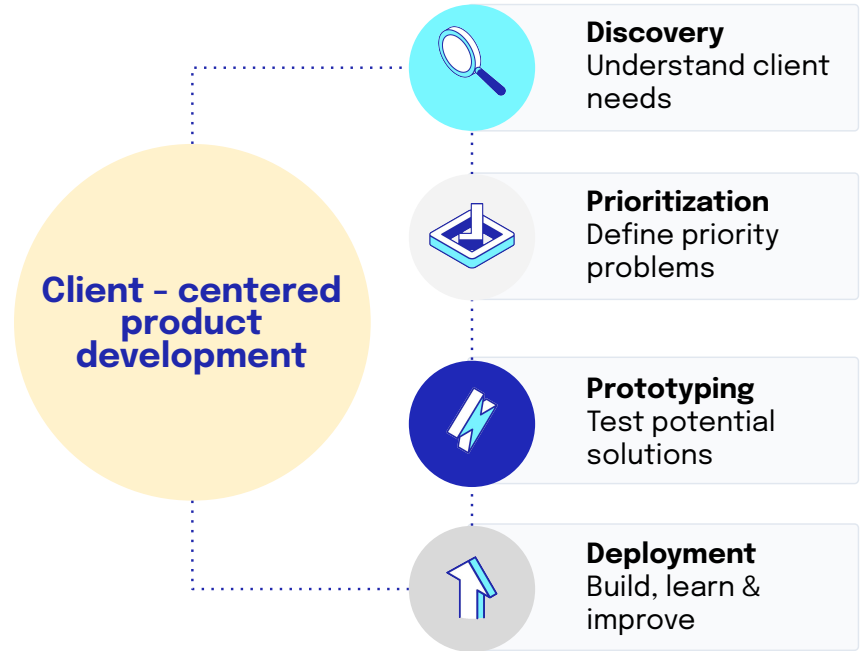 Client - centered
product
development
Discovery
Understand client
needs
Prioritization
Define priority
problems
Prototyping
Test potential
solutions
Deployment
Build, learn &
improve